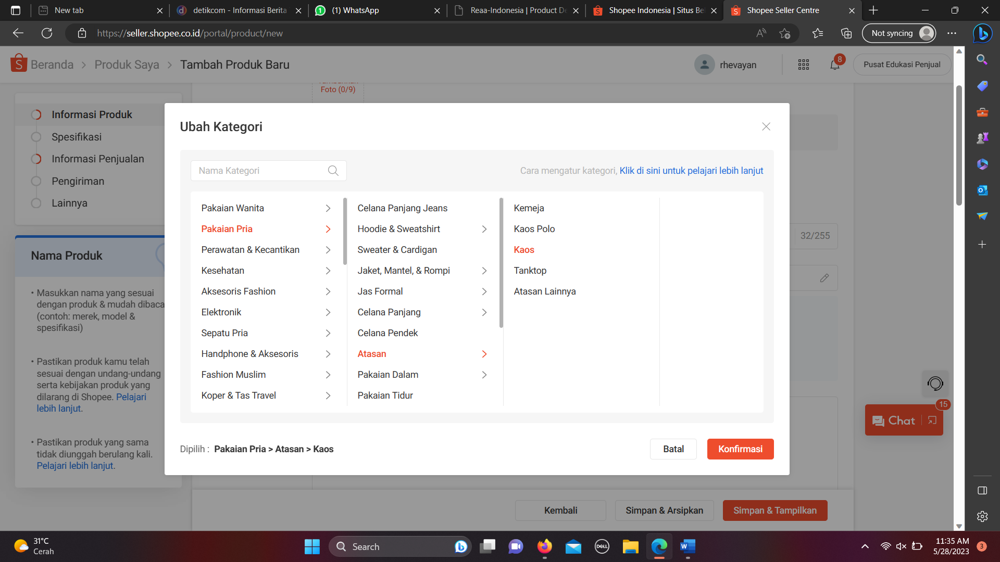 New tab
detikcom - Informasi Berita
(1) WhatsApp
Reaa-Indonesia | Product De
Shopee Indonesia | Situs Bel
Shopee Seller Centre
https://seller.shopee.co.id/portal/product/new
Not syncing
Beranda > Produk Saya > Tambah Produk Baru
rhevayan
8
Pusat Edukasi Penjual
Foto (0/9)
Informasi Produk
Spesifikasi
Informasi Penjualan
Pengiriman
Lainnya
Nama Produk
• Masukkan nama yang sesuai
dengan produk & mudah dibaca
(contoh: merek, model &
spesifikasi)
• Pastikan produk kamu telah
sesuai dengan undang-undang
serta kebijakan produk yang
dilarang di Shopee. Pelajari
lebih lanjut.
• Pastikan produk yang sama
tidak diunggah berulang kali.
Pelajari lebih lanjut.
Ubah Kategori
Nama Kategori
Cara mengatur kategori, Klik di sini untuk pelajari lebih lanjut
Pakaian Wanita
Pakaian Pria
Perawatan & Kecantikan
Kesehatan
Aksesoris Fashion
Elektronik
Sepatu Pria
Handphone & Aksesoris
Fashion Muslim
Koper & Tas Travel
Celana Panjang Jeans
Hoodie & Sweatshirt
Sweater & Cardigan
Jaket, Mantel, & Rompi
Jas Formal
Celana Panjang
Celana Pendek
Atasan
Pakaian Dalam
Pakaian Tidur
Kemeja
Kaos Polo
Kaos
Tanktop
Atasan Lainnya
Dipilih : Pakaian Pria > Atasan > Kaos
Batal
Konfirmasi
32/255
15
Chat
Kembali
Simpan & Arsipkan
Simpan & Tampilkan
31°C
Cerah
Search
DELL
11:35 AM
5/28/2023
3